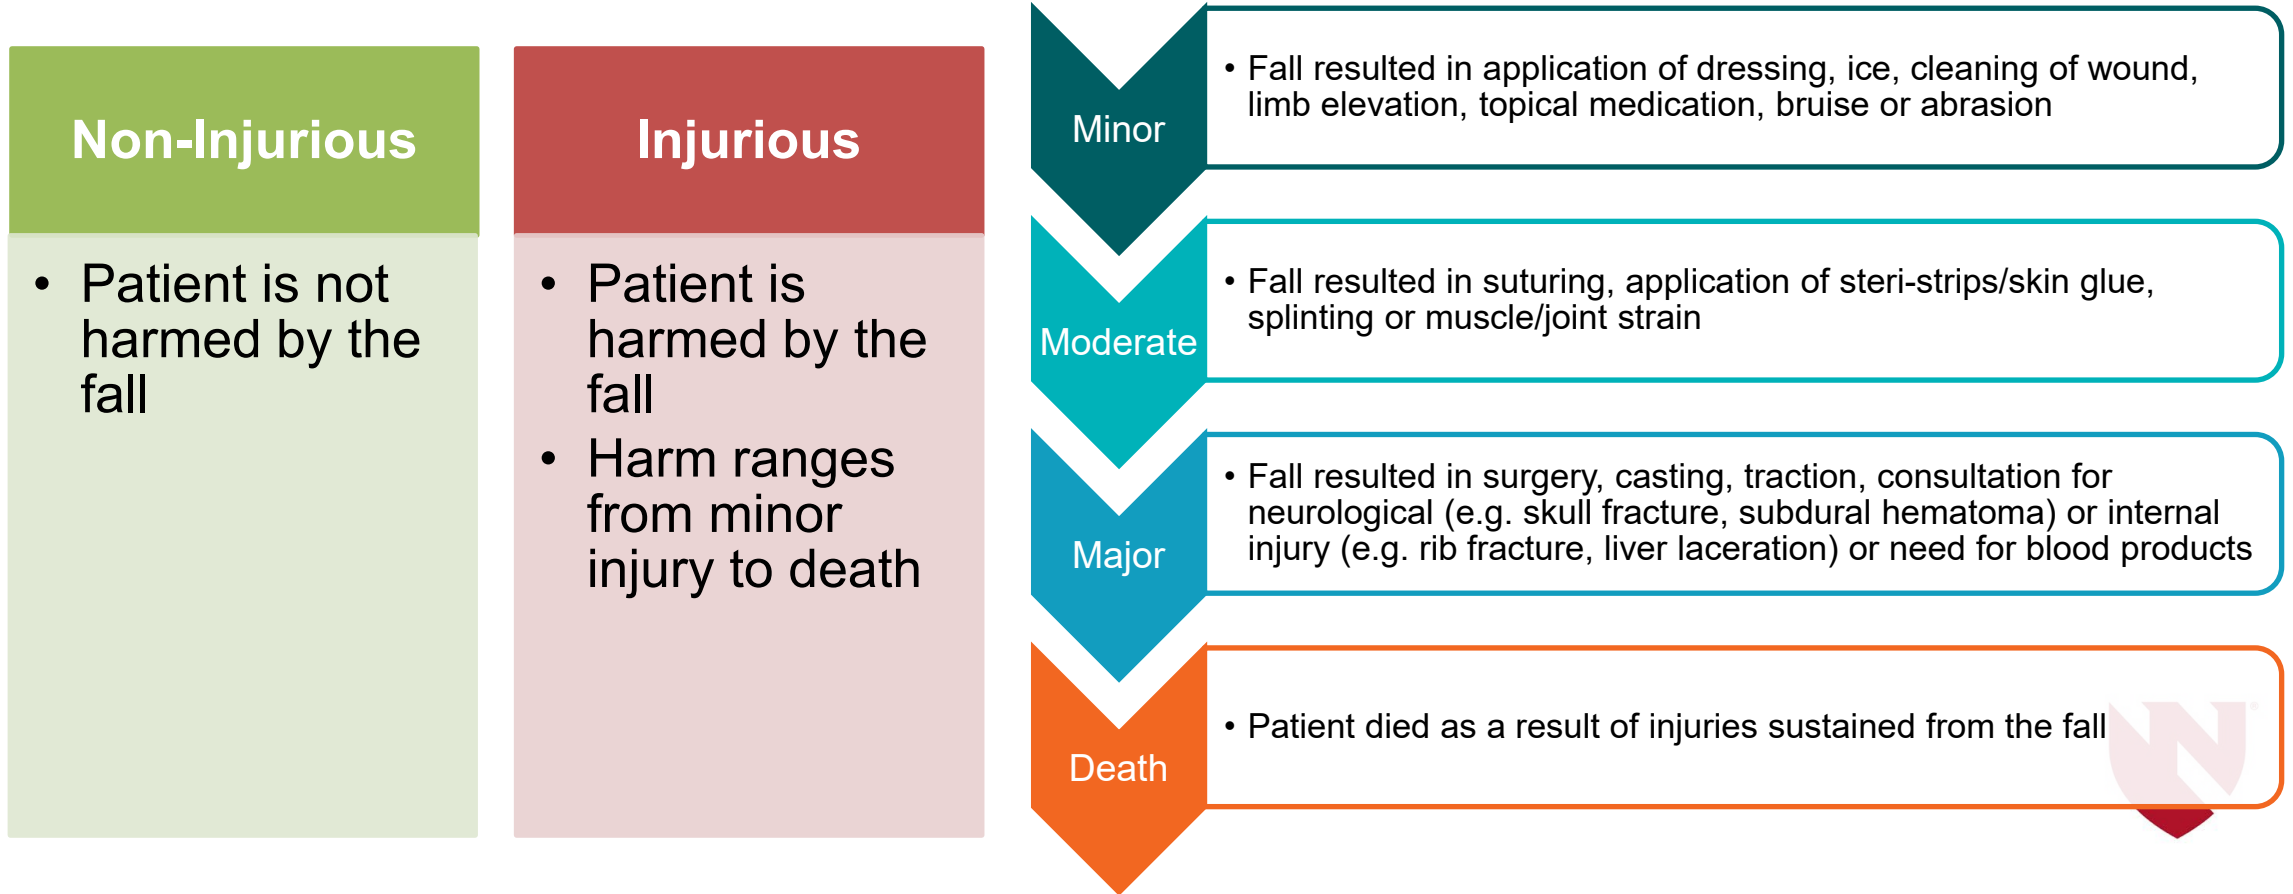 Non-Injurious
• Patient is not
harmed by the
fall
Injurious
• Patient is
harmed by the
fall
• Harm ranges
from minor
injury to death
Minor
• Fall resulted in application of dressing, ice, cleaning of wound,
limb elevation, topical medication, bruise or abrasion
Moderate
• Fall resulted in suturing, application of steri-strips/skin glue,
splinting or muscle/joint strain
Major
• Fall resulted in surgery, casting, traction, consultation for
neurological (e.g. skull fracture, subdural hematoma) or internal
injury (e.g. rib fracture, liver laceration) or need for blood products
Death
• Patient died as a result of injuries sustained from the fall
N